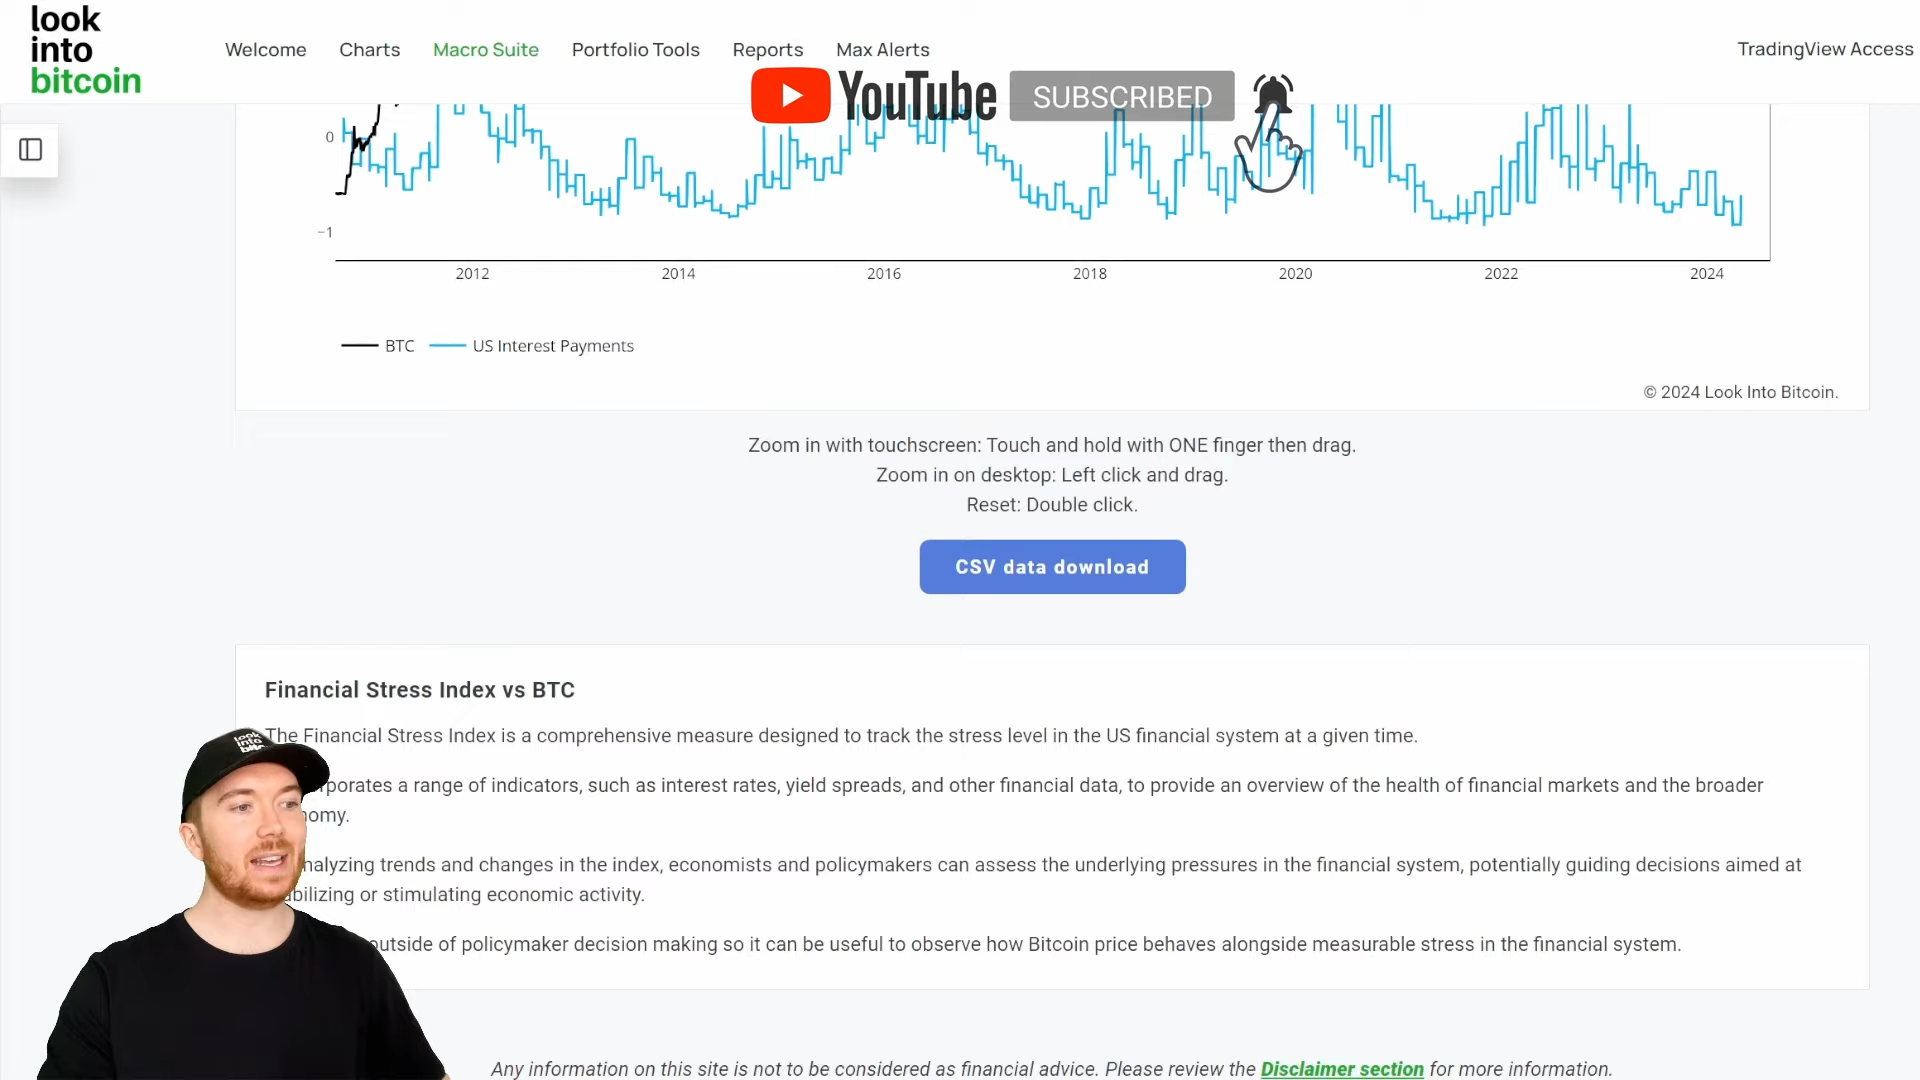 look
into
bitcoin
Welcome Charts Macro Suite Portfolio Tools Reports Max Alerts
TradingView Access
YouTube SUBSCRIBED
0
−1
2012 2014 2016 2018 2020 2022 2024
BTC US Interest Payments
© 2024 Look Into Bitcoin.
Zoom in with touchscreen: Touch and hold with ONE finger then drag.
Zoom in on desktop: Left click and drag.
Reset: Double click.
CSV data download
Financial Stress Index vs BTC
The Financial Stress Index is a comprehensive measure designed to track the stress level in the US financial system at a given time.
a range of indicators, such as interest rates, yield spreads, and other financial data, to provide an overview of the health of financial markets and the broader
trends and changes in the index, economists and policymakers can assess the underlying pressures in the financial system, potentially guiding decisions aimed at
or stimulating economic activity.
outside of policymaker decision making so it can be useful to observe how Bitcoin price behaves alongside measurable stress in the financial system.
look
into
Any information on this site is not to be considered as financial advice. Please review the Disclaimer section for more information.